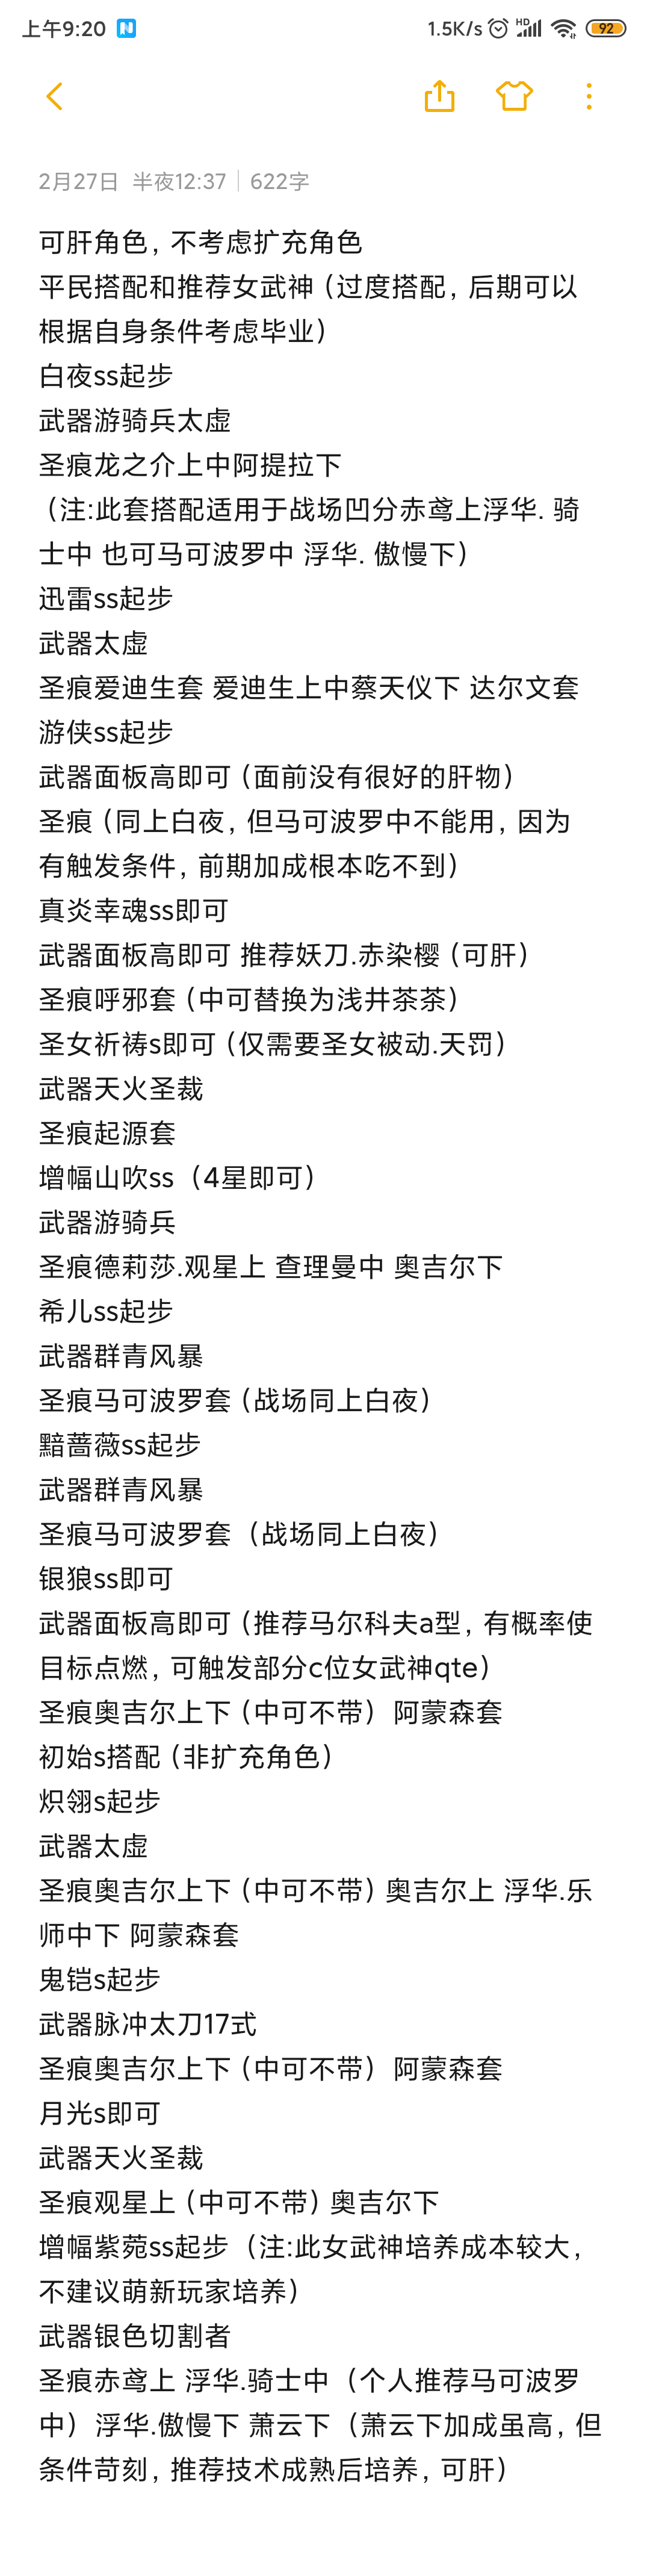 上午9:20
1.5K/s HD 92
2月27日 半夜12:37 | 622字
可肝角色, 不考虑扩充角色
平民搭配和推荐女武神 (过度搭配, 后期可以
根据自身条件考虑毕业)
白夜ss起步
武器游骑兵太虚
圣痕龙之介上中阿提拉下
(注:此套搭配适用于战场凹分赤鸢上浮华. 骑
士中 也可马可波罗中 浮华. 傲慢下)
迅雷ss起步
武器太虚
圣痕爱迪生套 爱迪生上中蔡天仪下 达尔文套
游侠ss起步
武器面板高即可 (面前没有很好的肝物)
圣痕 (同上白夜, 但马可波罗中不能用, 因为
有触发条件, 前期加成根本吃不到)
真炎幸魂ss即可
武器面板高即可 推荐妖刀.赤染樱 (可肝)
圣痕呼邪套 (中可替换为浅井茶茶)
圣女祈祷s即可 (仅需要圣女被动.天罚)
武器天火圣裁
圣痕起源套
增幅山吹ss (4星即可)
武器游骑兵
圣痕德莉莎.观星上 查理曼中 奥吉尔下
希儿ss起步
武器群青风暴
圣痕马可波罗套 (战场同上白夜)
黯蔷薇ss起步
武器群青风暴
圣痕马可波罗套 (战场同上白夜)
银狼ss即可
武器面板高即可 (推荐马尔科夫a型, 有概率使
目标点燃, 可触发部分c位女武神qte)
圣痕奥吉尔上下 (中可不带) 阿蒙森套
初始s搭配 (非扩充角色)
炽翎s起步
武器太虚
圣痕奥吉尔上下 (中可不带) 奥吉尔上 浮华.乐
师中下 阿蒙森套
鬼铠s起步
武器脉冲太刀17式
圣痕奥吉尔上下 (中可不带) 阿蒙森套
月光s即可
武器天火圣裁
圣痕观星上 (中可不带) 奥吉尔下
增幅紫苑ss起步 (注:此女武神培养成本较大,
不建议萌新玩家培养)
武器银色切割者
圣痕赤鸢上 浮华.骑士中 (个人推荐马可波罗
中) 浮华.傲慢下 萧云下 (萧云下加成虽高, 但
条件苛刻, 推荐技术成熟后培养, 可肝)